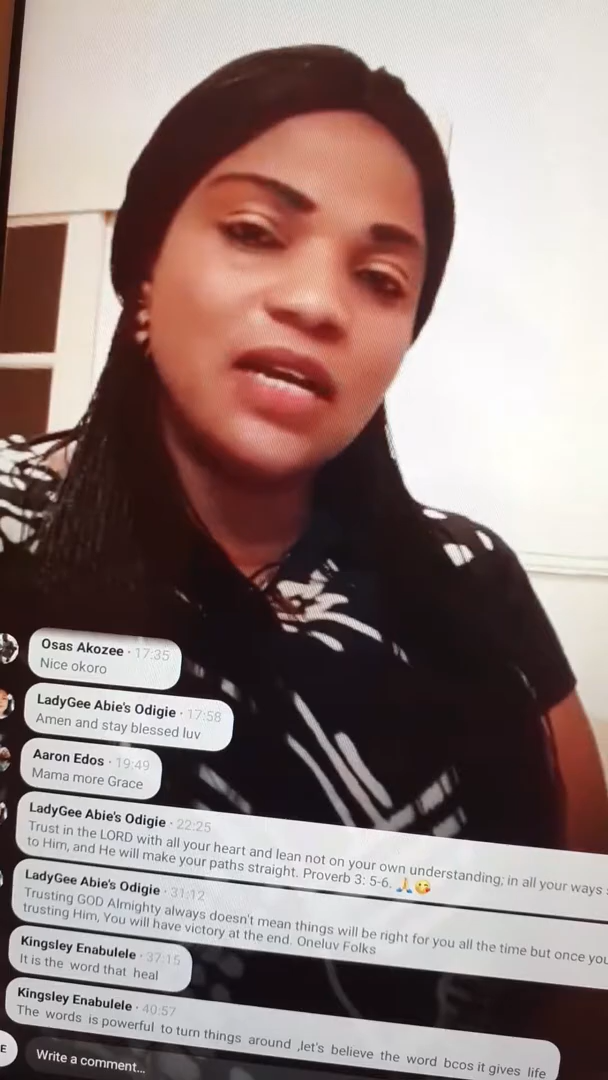 Osas Akozee · 17:35
Nice okoro
LadyGee Abie's Odigie · 17:58
Amen and stay blessed luv
Aaron Edos · 19:49
Mama more Grace
LadyGee Abie's Odigie · 22:25
Trust in the LORD with all your heart and lean not on your own understanding; in all your ways
to Him, and He will make your paths straight. Proverb 3: 5-6. 🙏😋
LadyGee Abie's Odigie · 31:12
Trusting GOD Almighty always doesn't mean things will be right for you all the time but once you
trusting Him, You will have victory at the end. Oneluv Folks
Kingsley Enabulele · 37:15
It is the word that heal
Kingsley Enabulele · 40:57
The words is powerful to turn things around ,let's believe the word bcos it gives life
E
Write a comment...